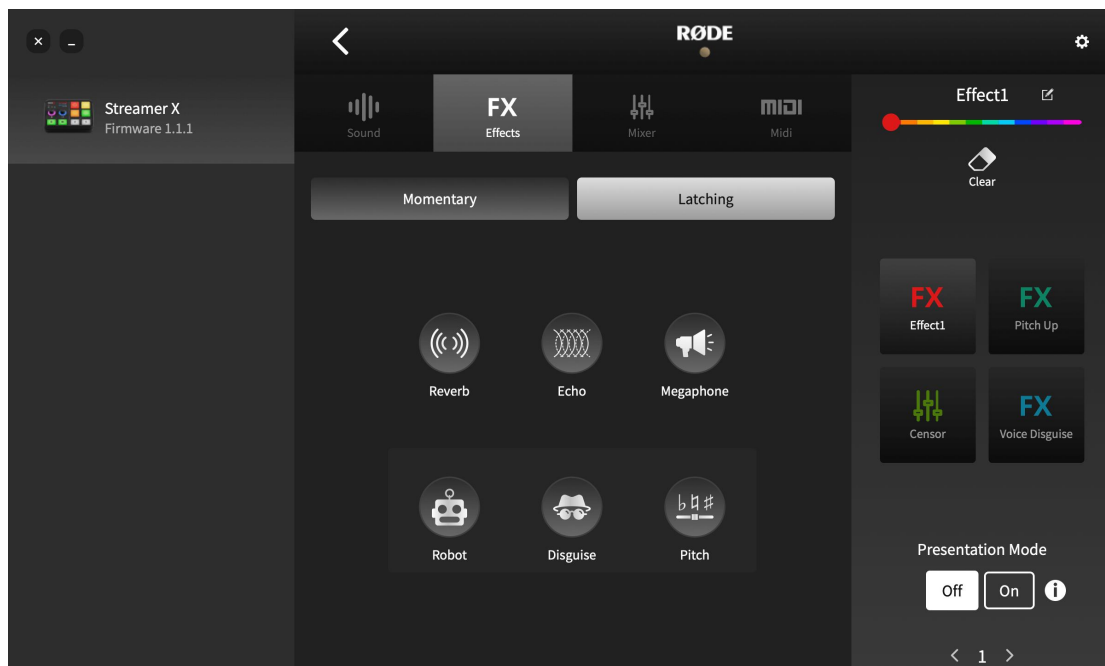 RØDE
Streamer X
Firmware 1.1.1
Sound
FX
Effects
Mixer
MIDI
Midi
Effect1
Clear
Momentary
Latching
Reverb
Echo
Megaphone
Robot
Disguise
Pitch
FX
Effect1
FX
Pitch Up
Censor
FX
Voice Disguise
Presentation Mode
Off
On
< 1 >